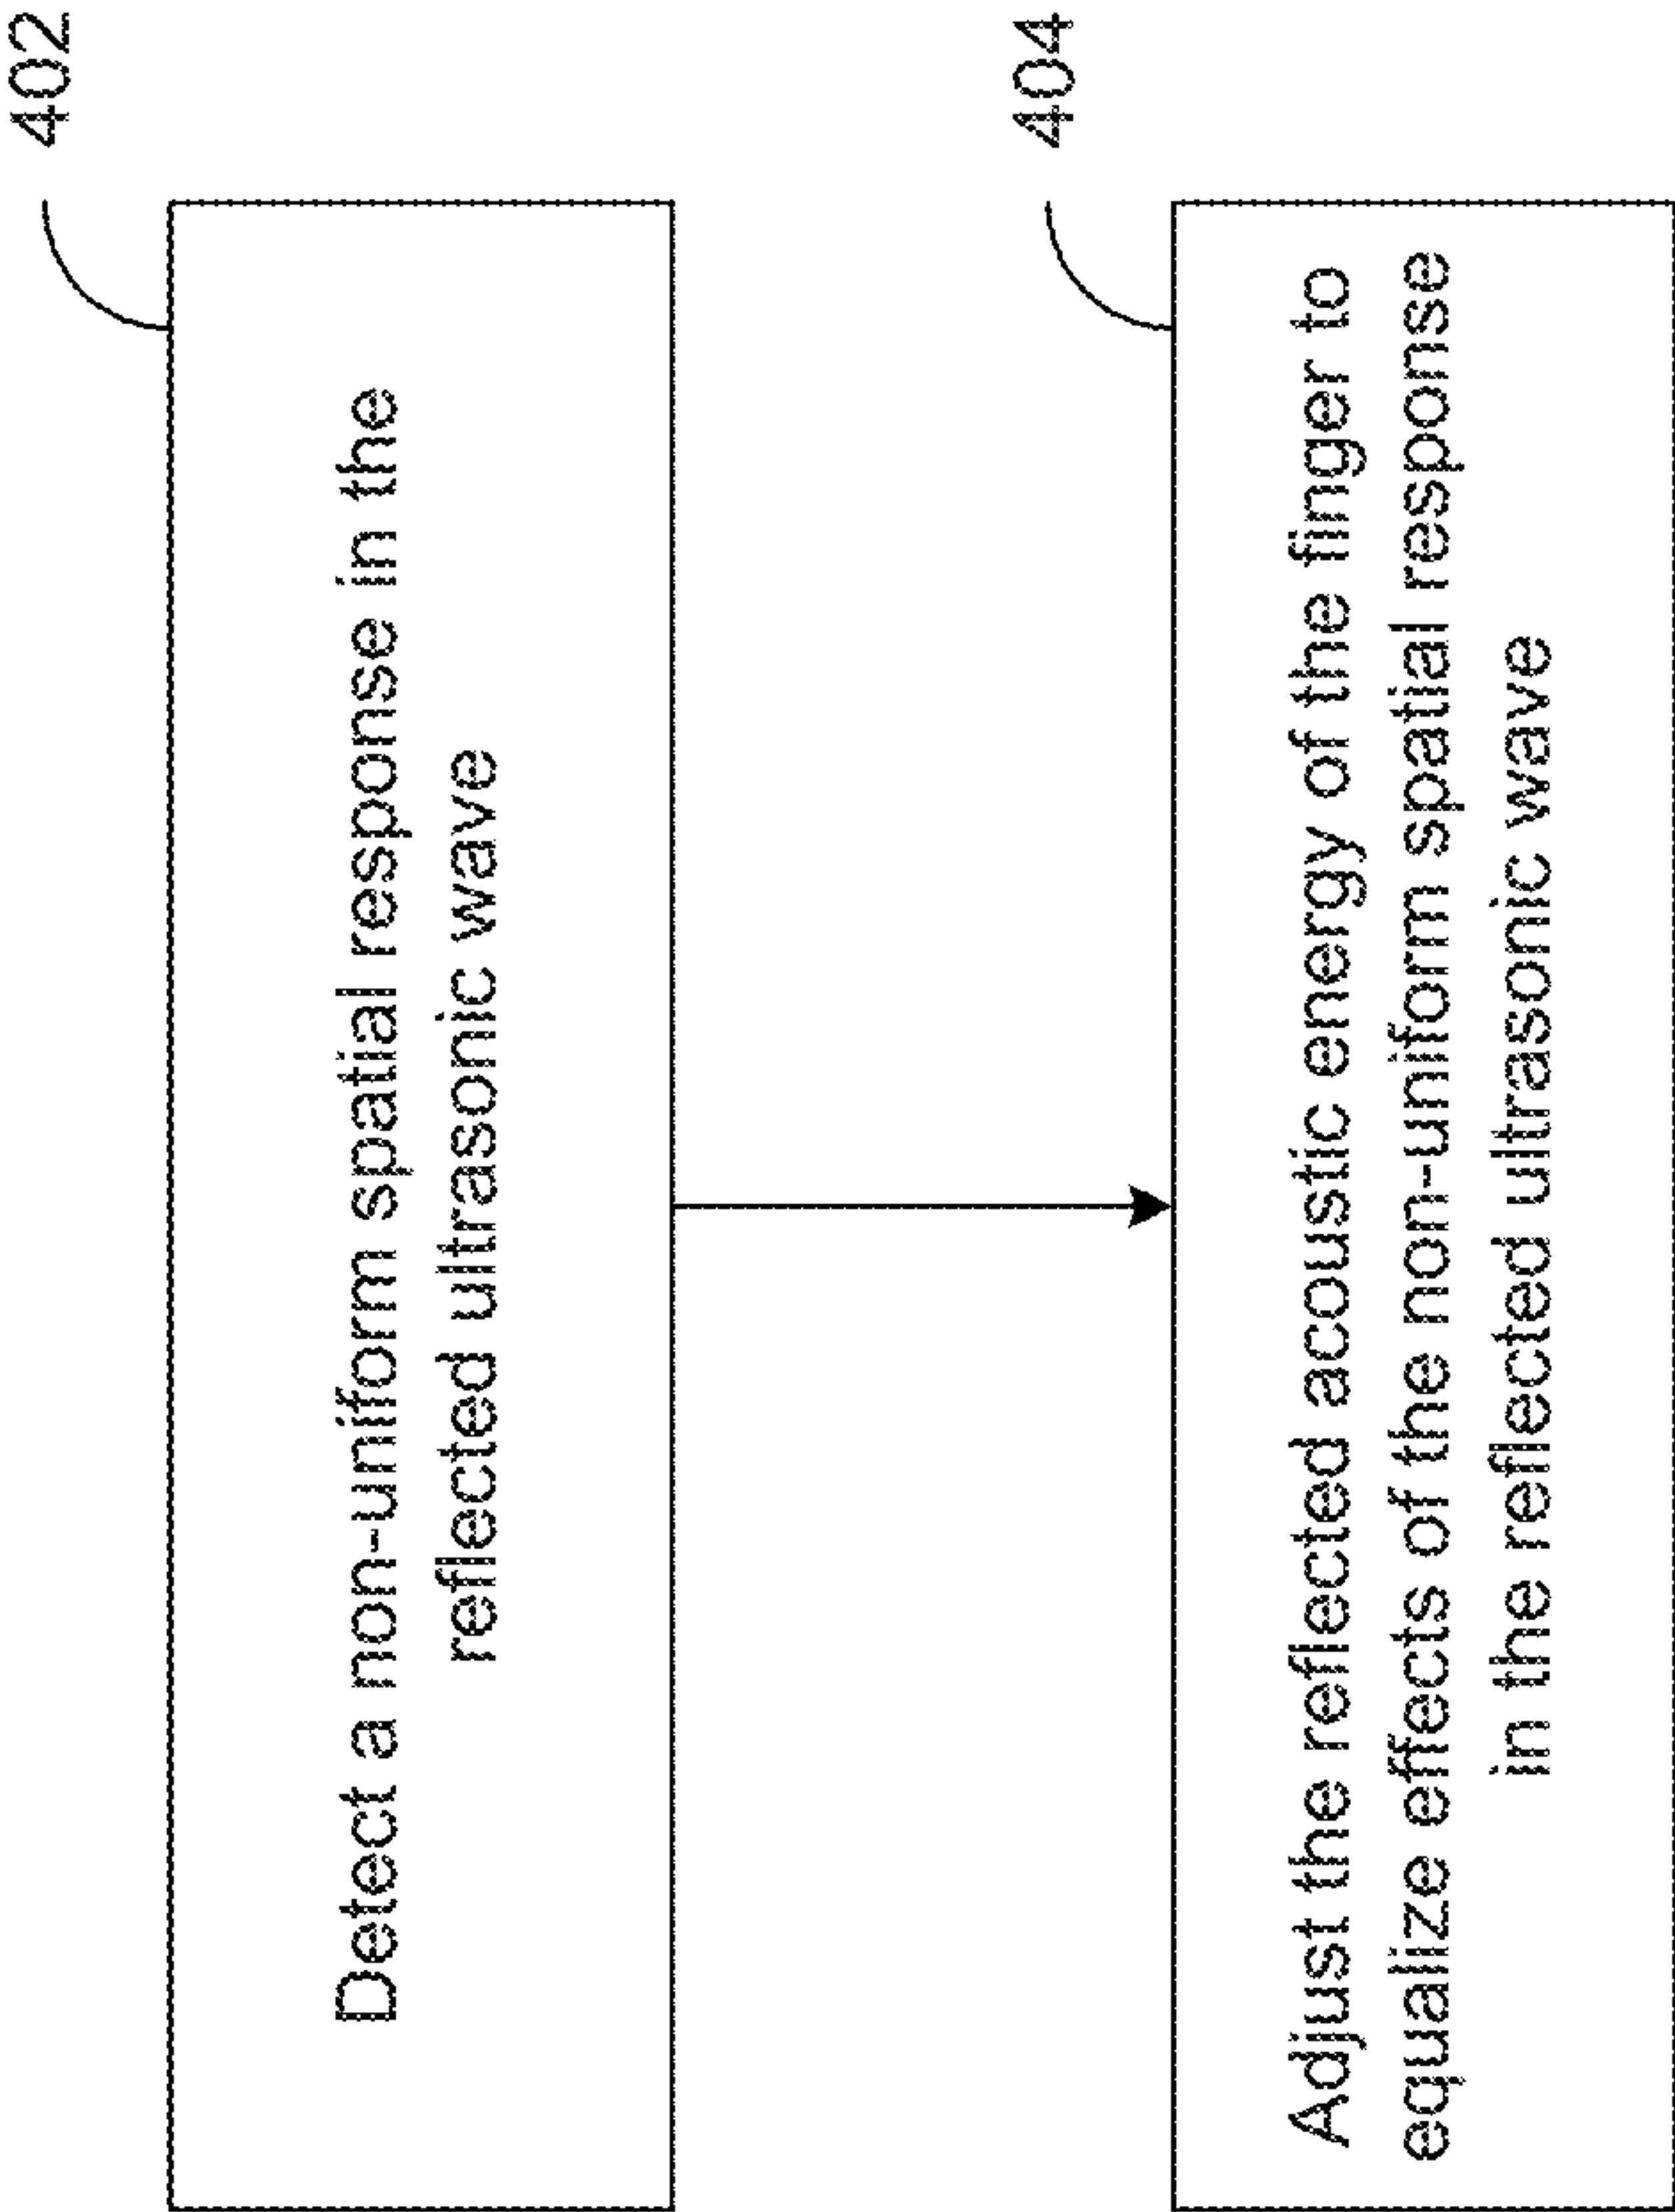 402
Detect a non-uniform spatial response in the
reflected ultrasonic wave
404
Adjust the reflected acoustic energy of the finger to
equalize effects of the non-uniform spatial response
in the reflected ultrasonic wave